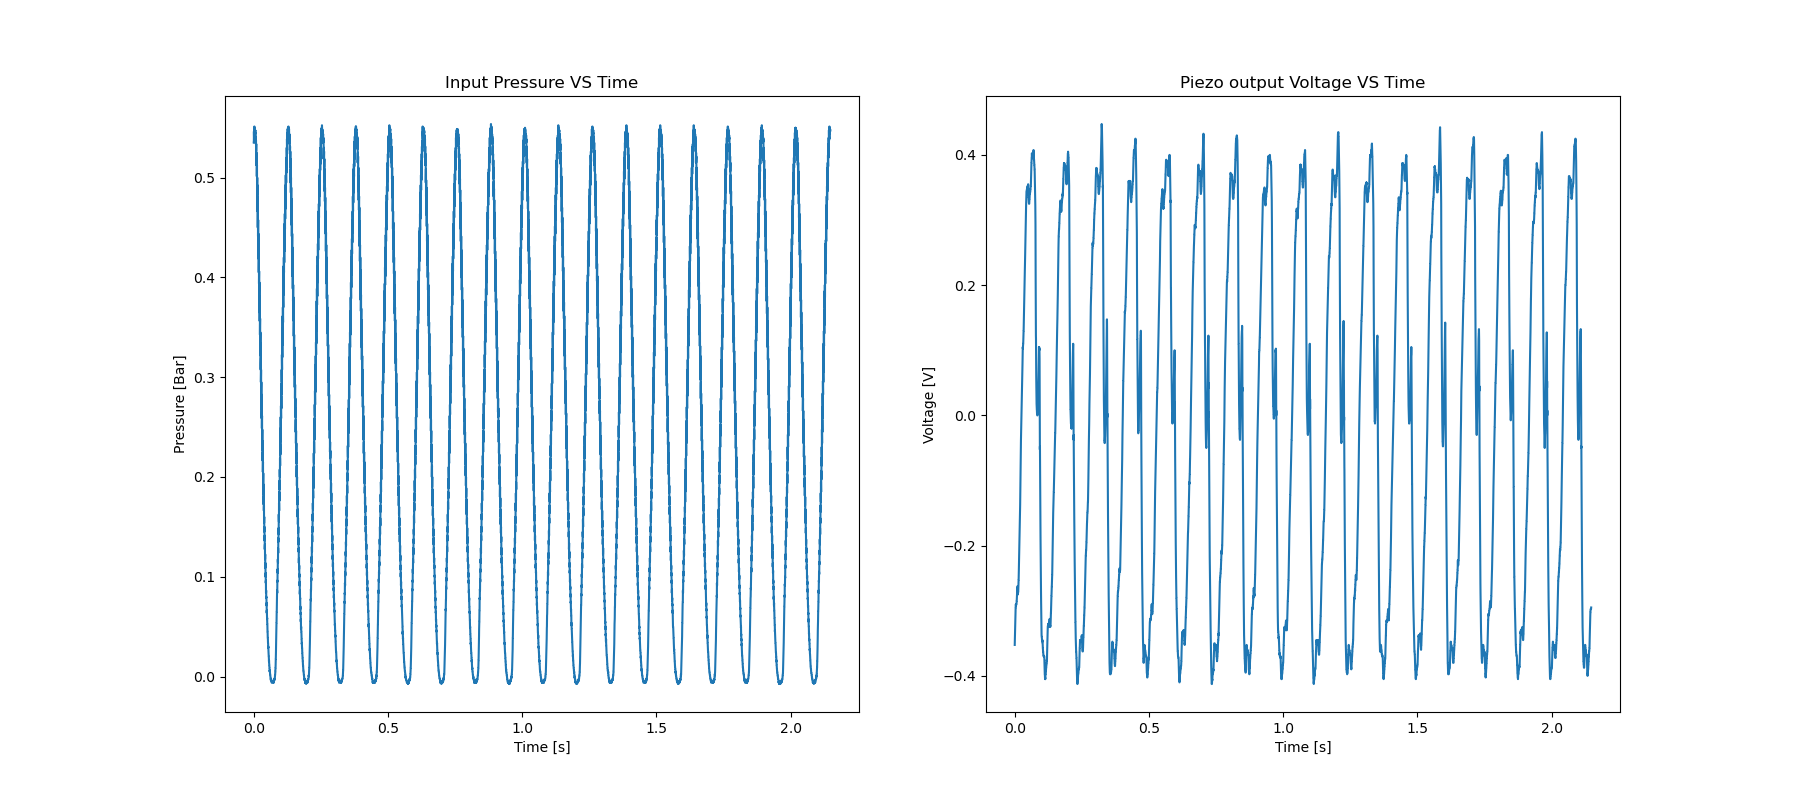 Input Pressure VS Time
Pressure [Bar]
0.5
0.4
0.3
0.2
0.1
0.0
0.0 0.5 1.0 1.5 2.0
Time [s]
Piezo output Voltage VS Time
Voltage [V]
0.4
0.2
0.0
−0.2
−0.4
0.0 0.5 1.0 1.5 2.0
Time [s]